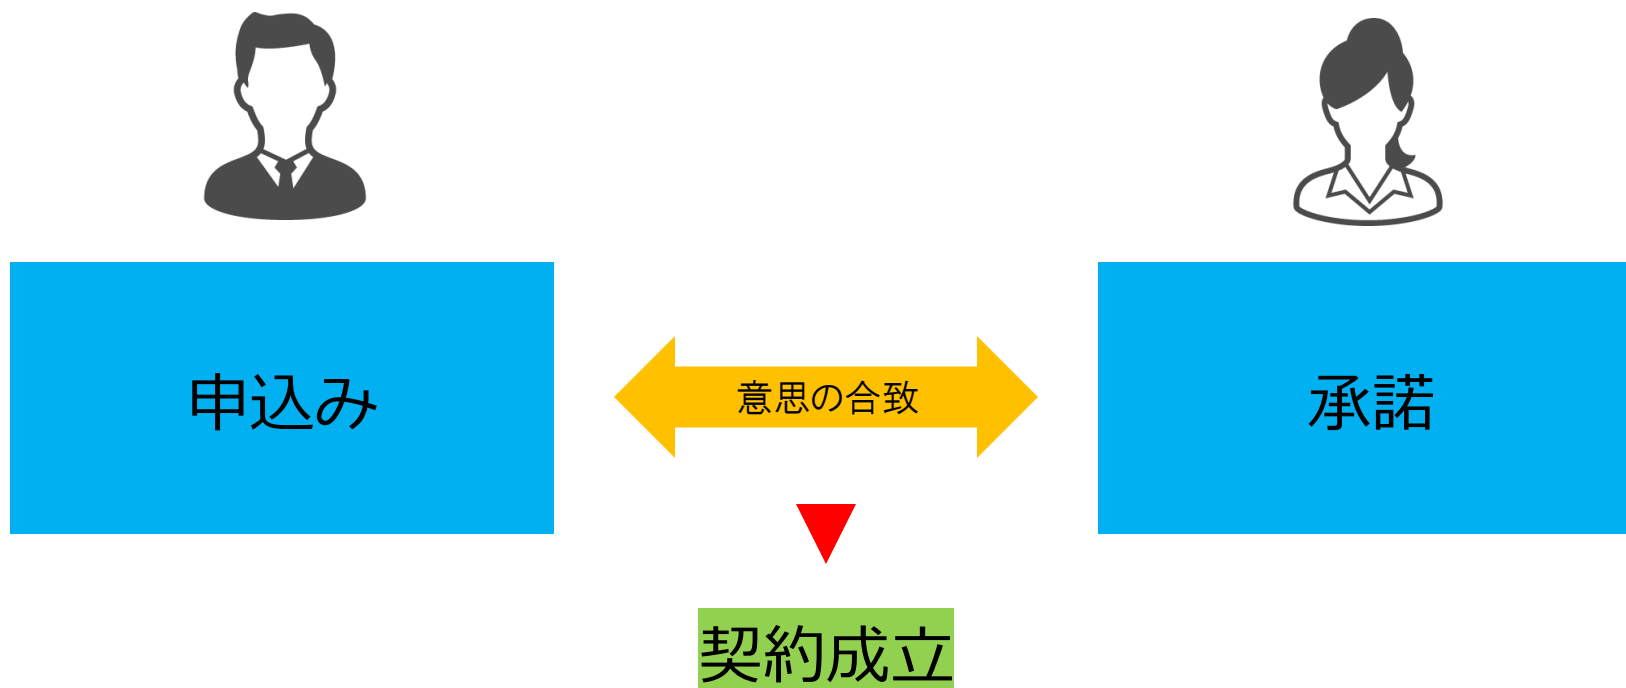 申込み
意思の合致
承諾
契約成立